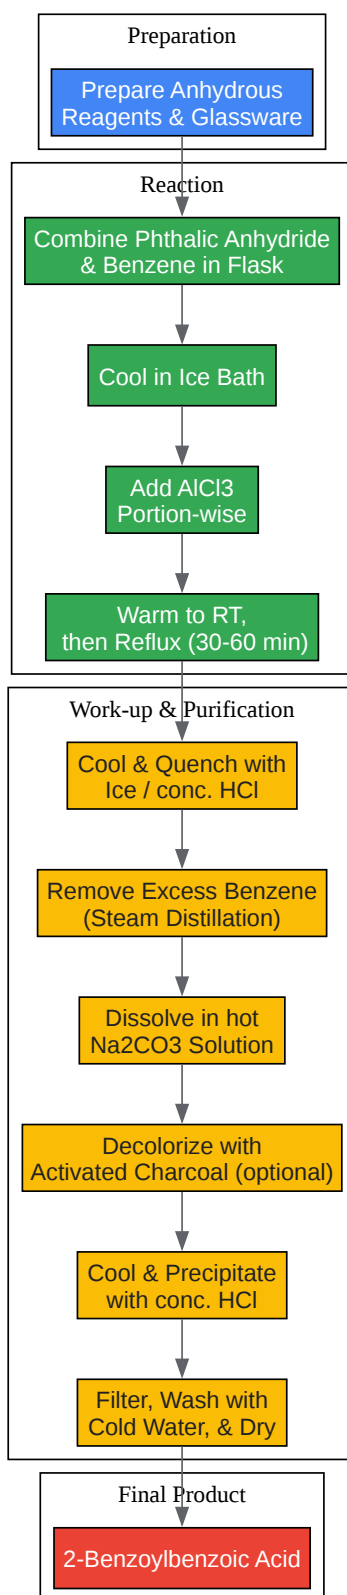 Preparation
Prepare Anhydrous
Reagents & Glassware
Reaction
Combine Phthalic Anhydride
& Benzene in Flask
Cool in Ice Bath
Add AlCl3
Portion-wise
Warm to RT,
then Reflux (30-60 min)
Work-up & Purification
Cool & Quench with
Ice / conc. HCl
Remove Excess Benzene
(Steam Distillation)
Dissolve in hot
Na2CO3 Solution
Decolorize with
Activated Charcoal (optional)
Cool & Precipitate
with conc. HCl
Filter, Wash with
Cold Water, & Dry
Final Product
2-Benzoylbenzoic Acid